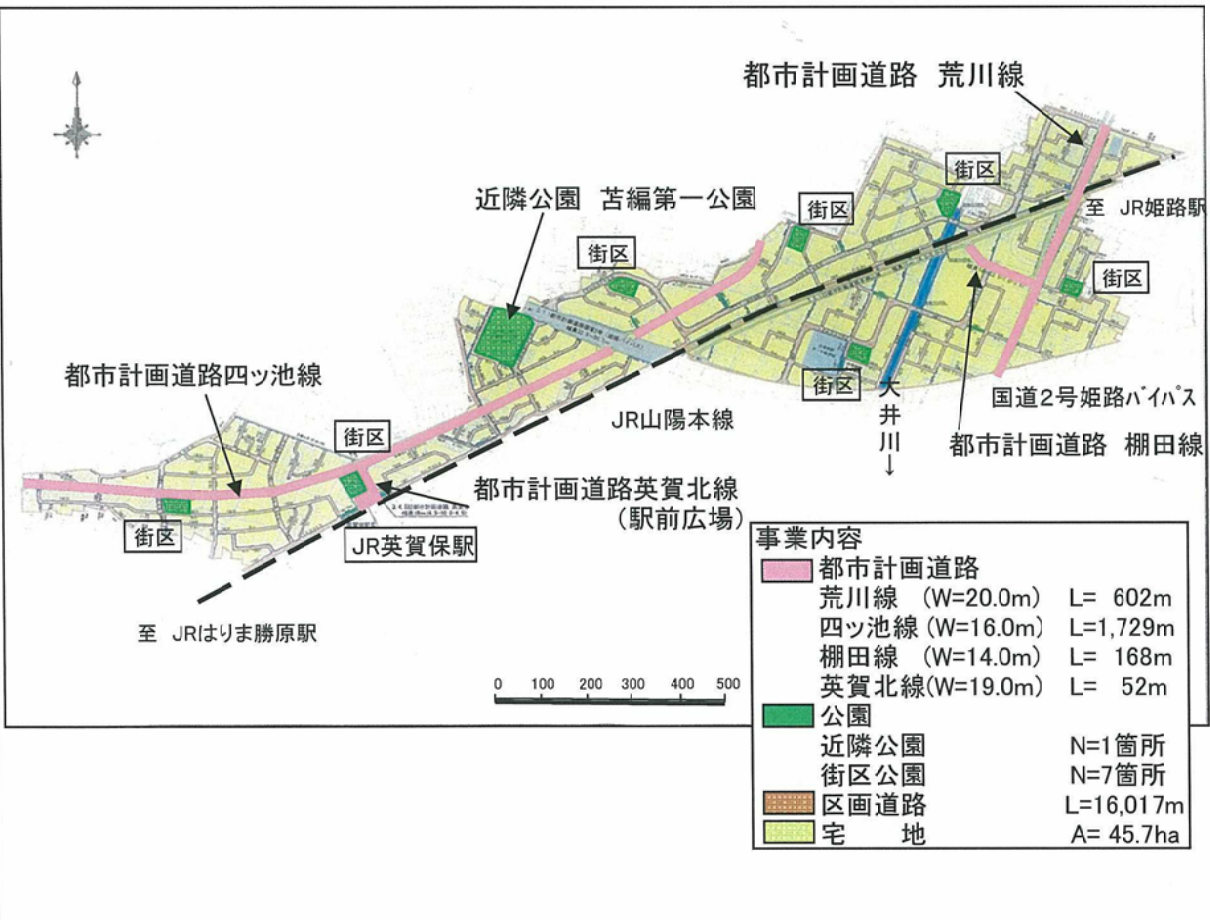 都市計画道路 荒川線
街区
近隣公園 苫編第一公園
街区
至 JR姫路駅
街区
街区
都市計画道路四ッ池線
街区
国道2号姫路バイパス
大井川↓
JR山陽本線
街区
都市計画道路 棚田線
都市計画道路英賀北線
(駅前広場)
街区
JR英賀保駅
至 JRはりま勝原駅
0 100 200 300 400 500
事業内容
都市計画道路
荒川線 (W=20.0m) L= 602m
四ッ池線(W=16.0m) L=1,729m
棚田線 (W=14.0m) L= 168m
英賀北線(W=19.0m) L= 52m
公園
近隣公園 N=1箇所
街区公園 N=7箇所
区画道路 L=16,017m
宅 地 A= 45.7ha